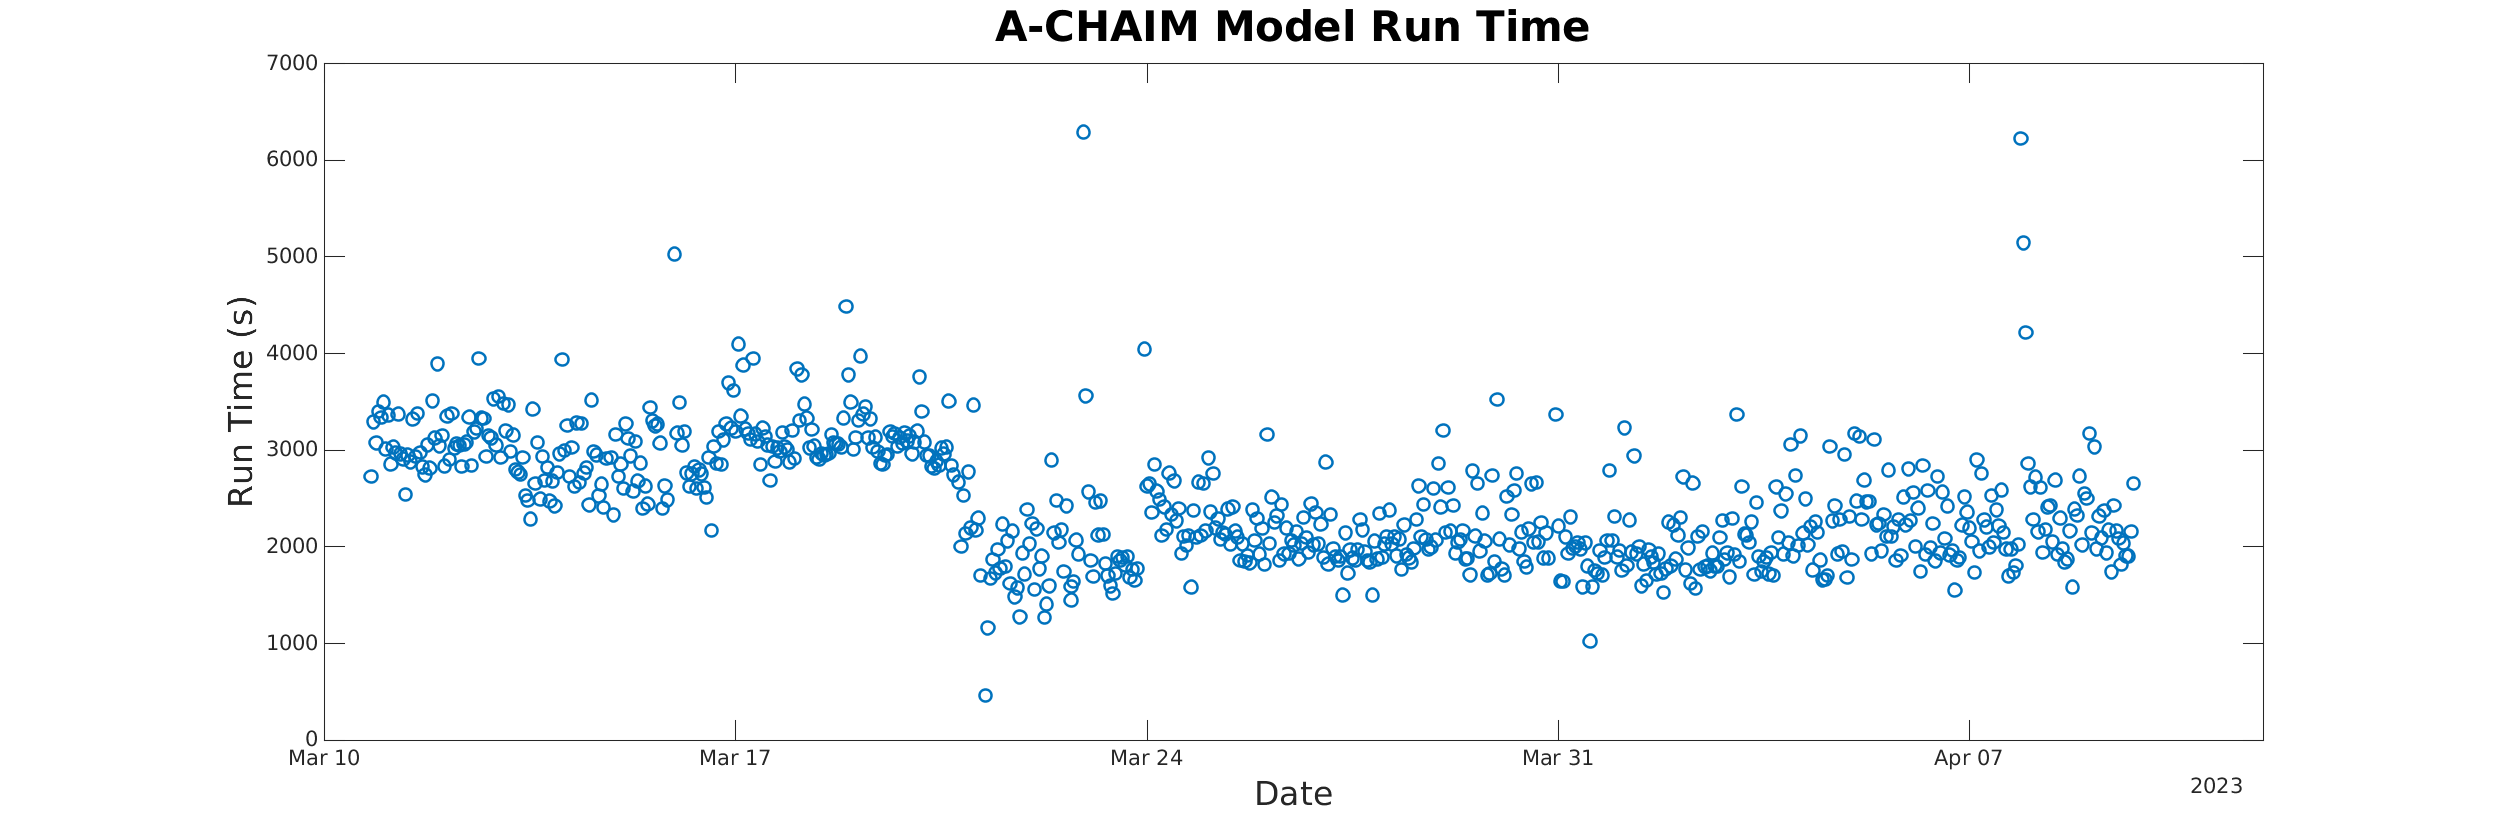 A-CHAIM Model Run Time
7000
6000
5000
4000
3000
2000
1000
0
Run Time (s)
Mar 10
Mar 17
Mar 24
Mar 31
Apr 07
2023
Date